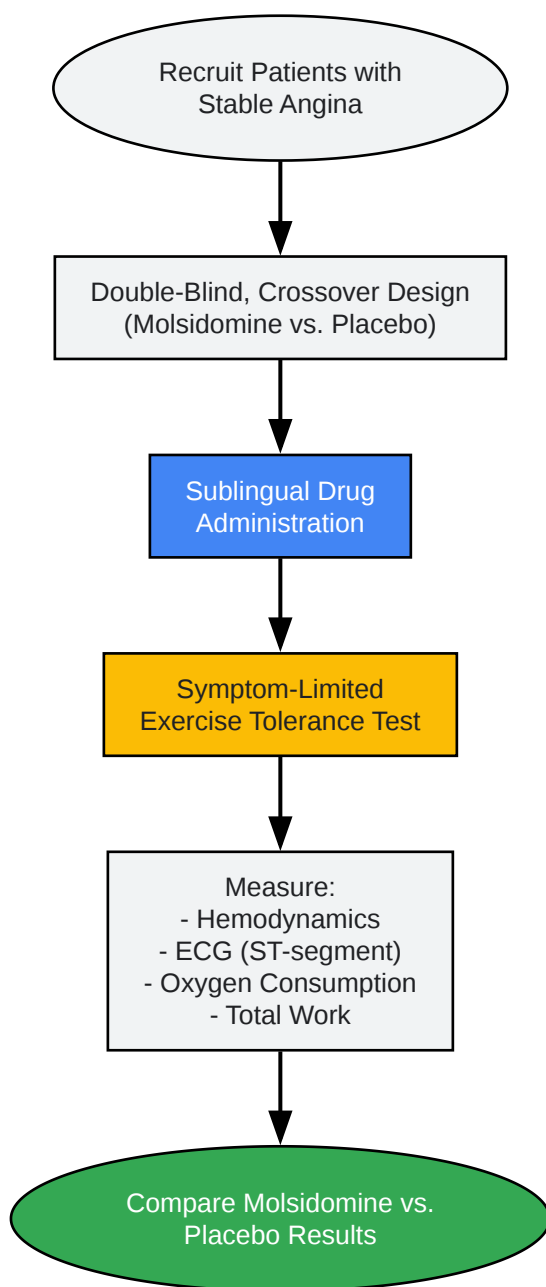 Recruit Patients with
Stable Angina
Double-Blind, Crossover Design
(Molsidomine vs. Placebo)
Sublingual Drug
Administration
Symptom-Limited
Exercise Tolerance Test
Measure:
- Hemodynamics
- ECG (ST-segment)
- Oxygen Consumption
- Total Work
Compare Molsidomine vs.
Placebo Results